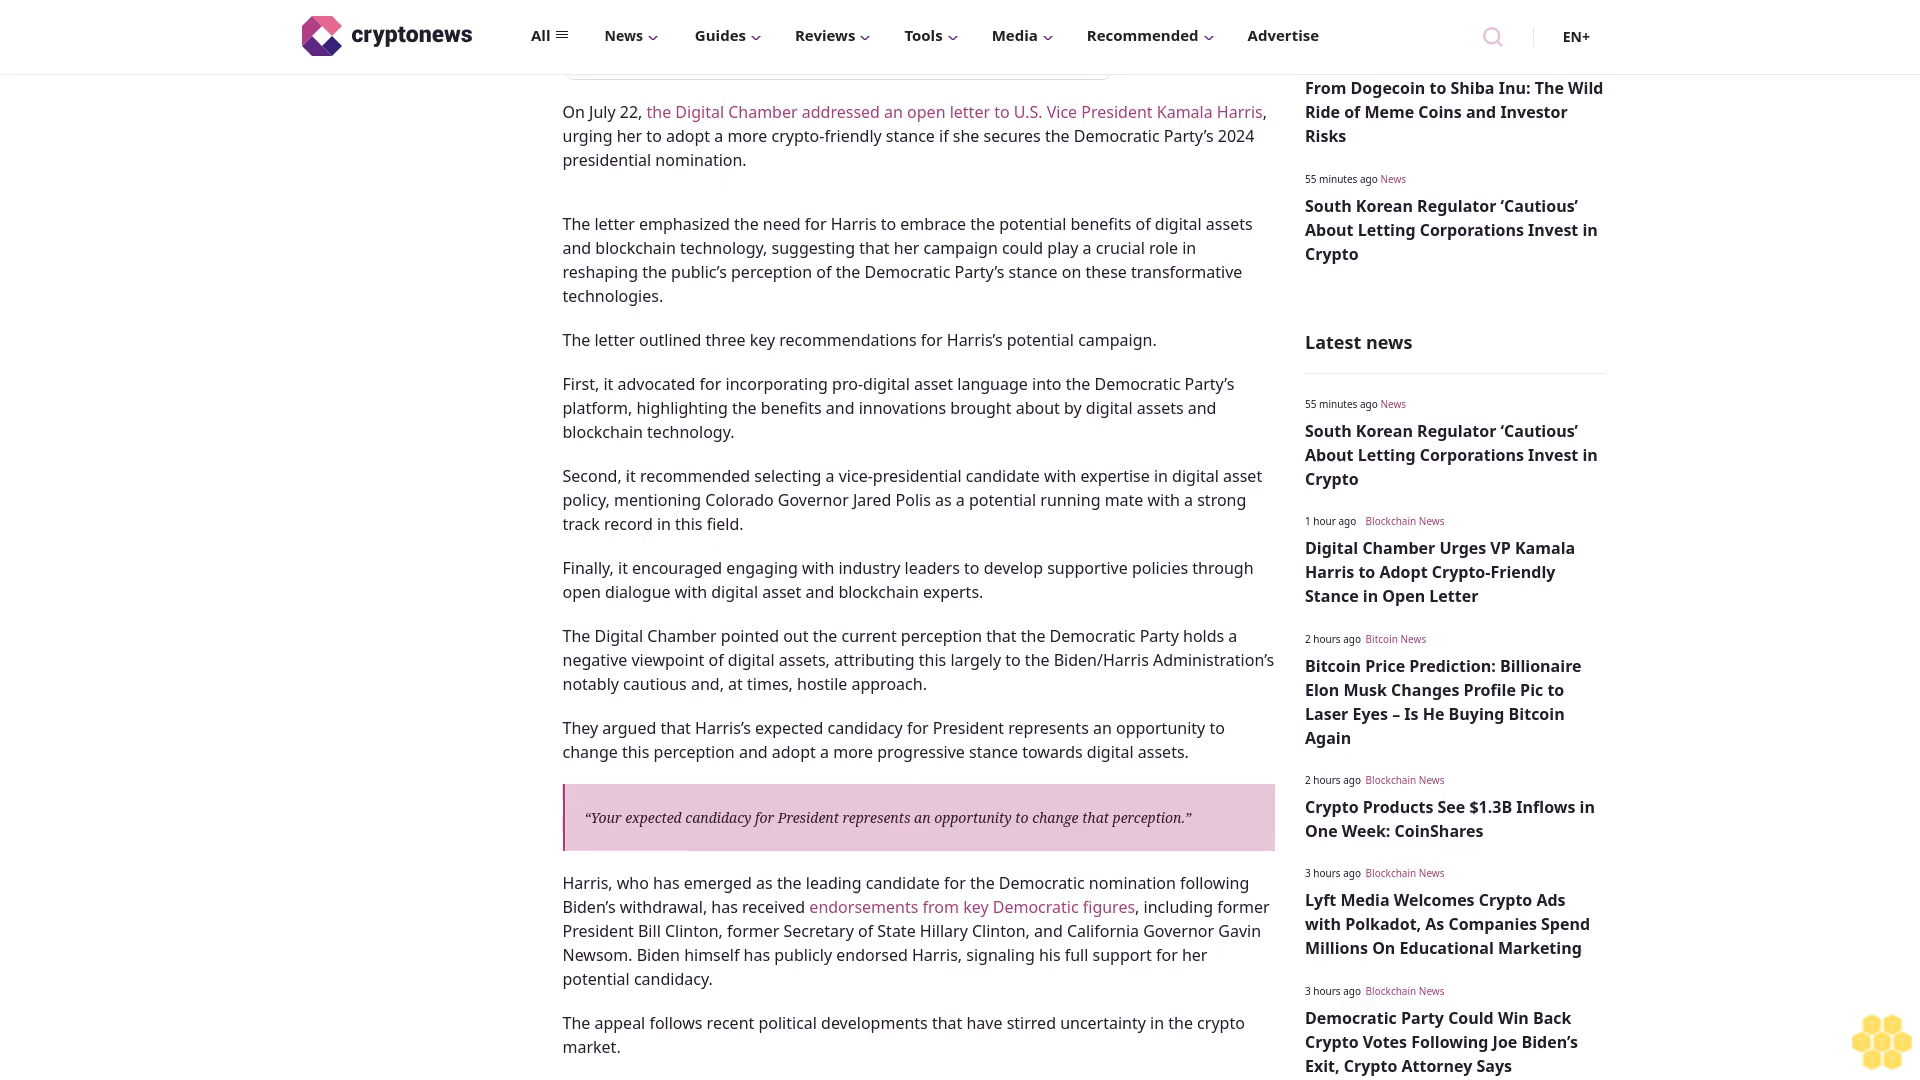 cryptonews
All
News
Guides
Reviews
Tools
Media
Recommended
Advertise
EN+
On July 22, the Digital Chamber addressed an open letter to U.S. Vice President Kamala Harris,
urging her to adopt a more crypto-friendly stance if she secures the Democratic Party’s 2024
presidential nomination.
The letter emphasized the need for Harris to embrace the potential benefits of digital assets
and blockchain technology, suggesting that her campaign could play a crucial role in
reshaping the public’s perception of the Democratic Party’s stance on these transformative
technologies.
The letter outlined three key recommendations for Harris’s potential campaign.
First, it advocated for incorporating pro-digital asset language into the Democratic Party’s
platform, highlighting the benefits and innovations brought about by digital assets and
blockchain technology.
Second, it recommended selecting a vice-presidential candidate with expertise in digital asset
policy, mentioning Colorado Governor Jared Polis as a potential running mate with a strong
track record in this field.
Finally, it encouraged engaging with industry leaders to develop supportive policies through
open dialogue with digital asset and blockchain experts.
The Digital Chamber pointed out the current perception that the Democratic Party holds a
negative viewpoint of digital assets, attributing this largely to the Biden/Harris Administration’s
notably cautious and, at times, hostile approach.
They argued that Harris’s expected candidacy for President represents an opportunity to
change this perception and adopt a more progressive stance towards digital assets.
“Your expected candidacy for President represents an opportunity to change that perception.”
Harris, who has emerged as the leading candidate for the Democratic nomination following
Biden’s withdrawal, has received endorsements from key Democratic figures, including former
President Bill Clinton, former Secretary of State Hillary Clinton, and California Governor Gavin
Newsom. Biden himself has publicly endorsed Harris, signaling his full support for her
potential candidacy.
The appeal follows recent political developments that have stirred uncertainty in the crypto
market.
From Dogecoin to Shiba Inu: The Wild
Ride of Meme Coins and Investor
Risks
55 minutes ago News
South Korean Regulator ‘Cautious’
About Letting Corporations Invest in
Crypto
Latest news
55 minutes ago News
South Korean Regulator ‘Cautious’
About Letting Corporations Invest in
Crypto
1 hour ago Blockchain News
Digital Chamber Urges VP Kamala
Harris to Adopt Crypto-Friendly
Stance in Open Letter
2 hours ago Bitcoin News
Bitcoin Price Prediction: Billionaire
Elon Musk Changes Profile Pic to
Laser Eyes – Is He Buying Bitcoin
Again
2 hours ago Blockchain News
Crypto Products See $1.3B Inflows in
One Week: CoinShares
3 hours ago Blockchain News
Lyft Media Welcomes Crypto Ads
with Polkadot, As Companies Spend
Millions On Educational Marketing
3 hours ago Blockchain News
Democratic Party Could Win Back
Crypto Votes Following Joe Biden’s
Exit, Crypto Attorney Says